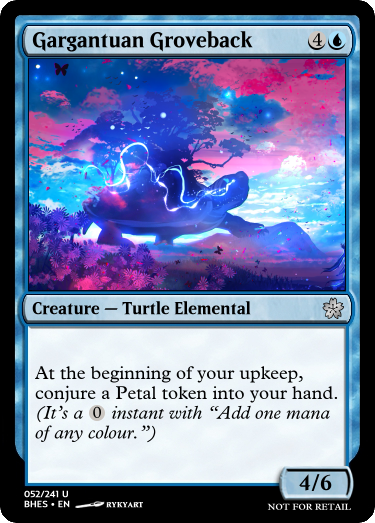 Gargantuan Groveback 4
Creature — Turtle Elemental
At the beginning of your upkeep,
conjure a Petal token into your hand.
(It's a 0 instant with “Add one mana
of any colour.”)
4/6
052/241 U
BHES • EN RYKYART
NOT FOR RETAIL